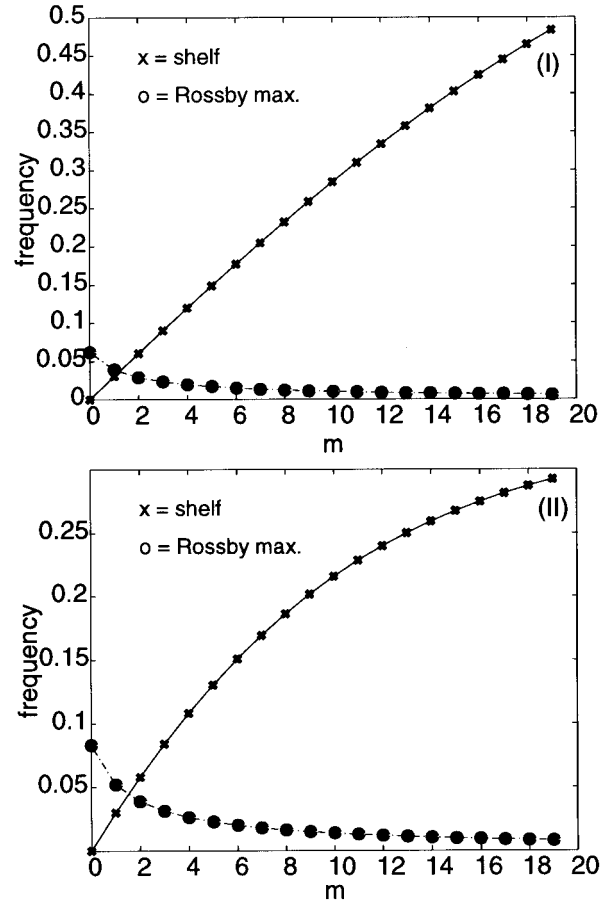 0.5
x = shelf
(I)
0.45
o = Rossby max.
0.4
0.35
0.3
0.25
0.2
0.15
0.1
0.05
0
frequency
0 2 4 6 8 10 12 14 16 18 20
m
x = shelf
(II)
o = Rossby max.
0.25
0.2
0.15
0.1
0.05
frequency
0 2 4 6 8 10 12 14 16 18 20
m